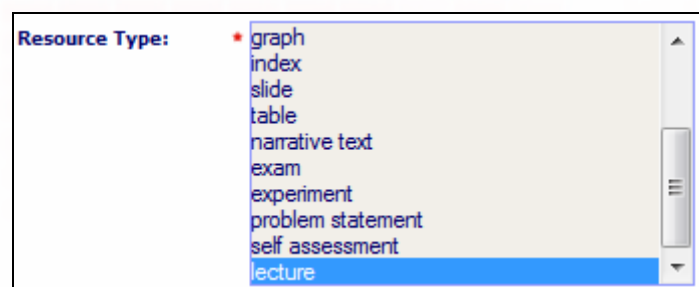 Resource Type: * graph
index
slide
table
narrative text
exam
experiment
problem statement
self assessment
lecture